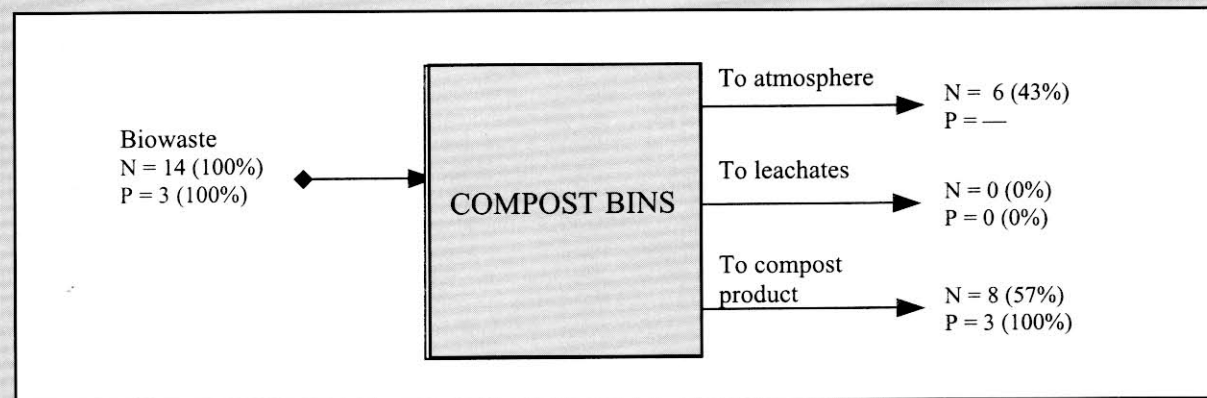 Biowaste
N = 14 (100%)
P = 3 (100%)
COMPOST BINS
To atmosphere
N = 6 (43%)
P = —
To leachates
N = 0 (0%)
P = 0 (0%)
To compost
product
N = 8 (57%)
P = 3 (100%)